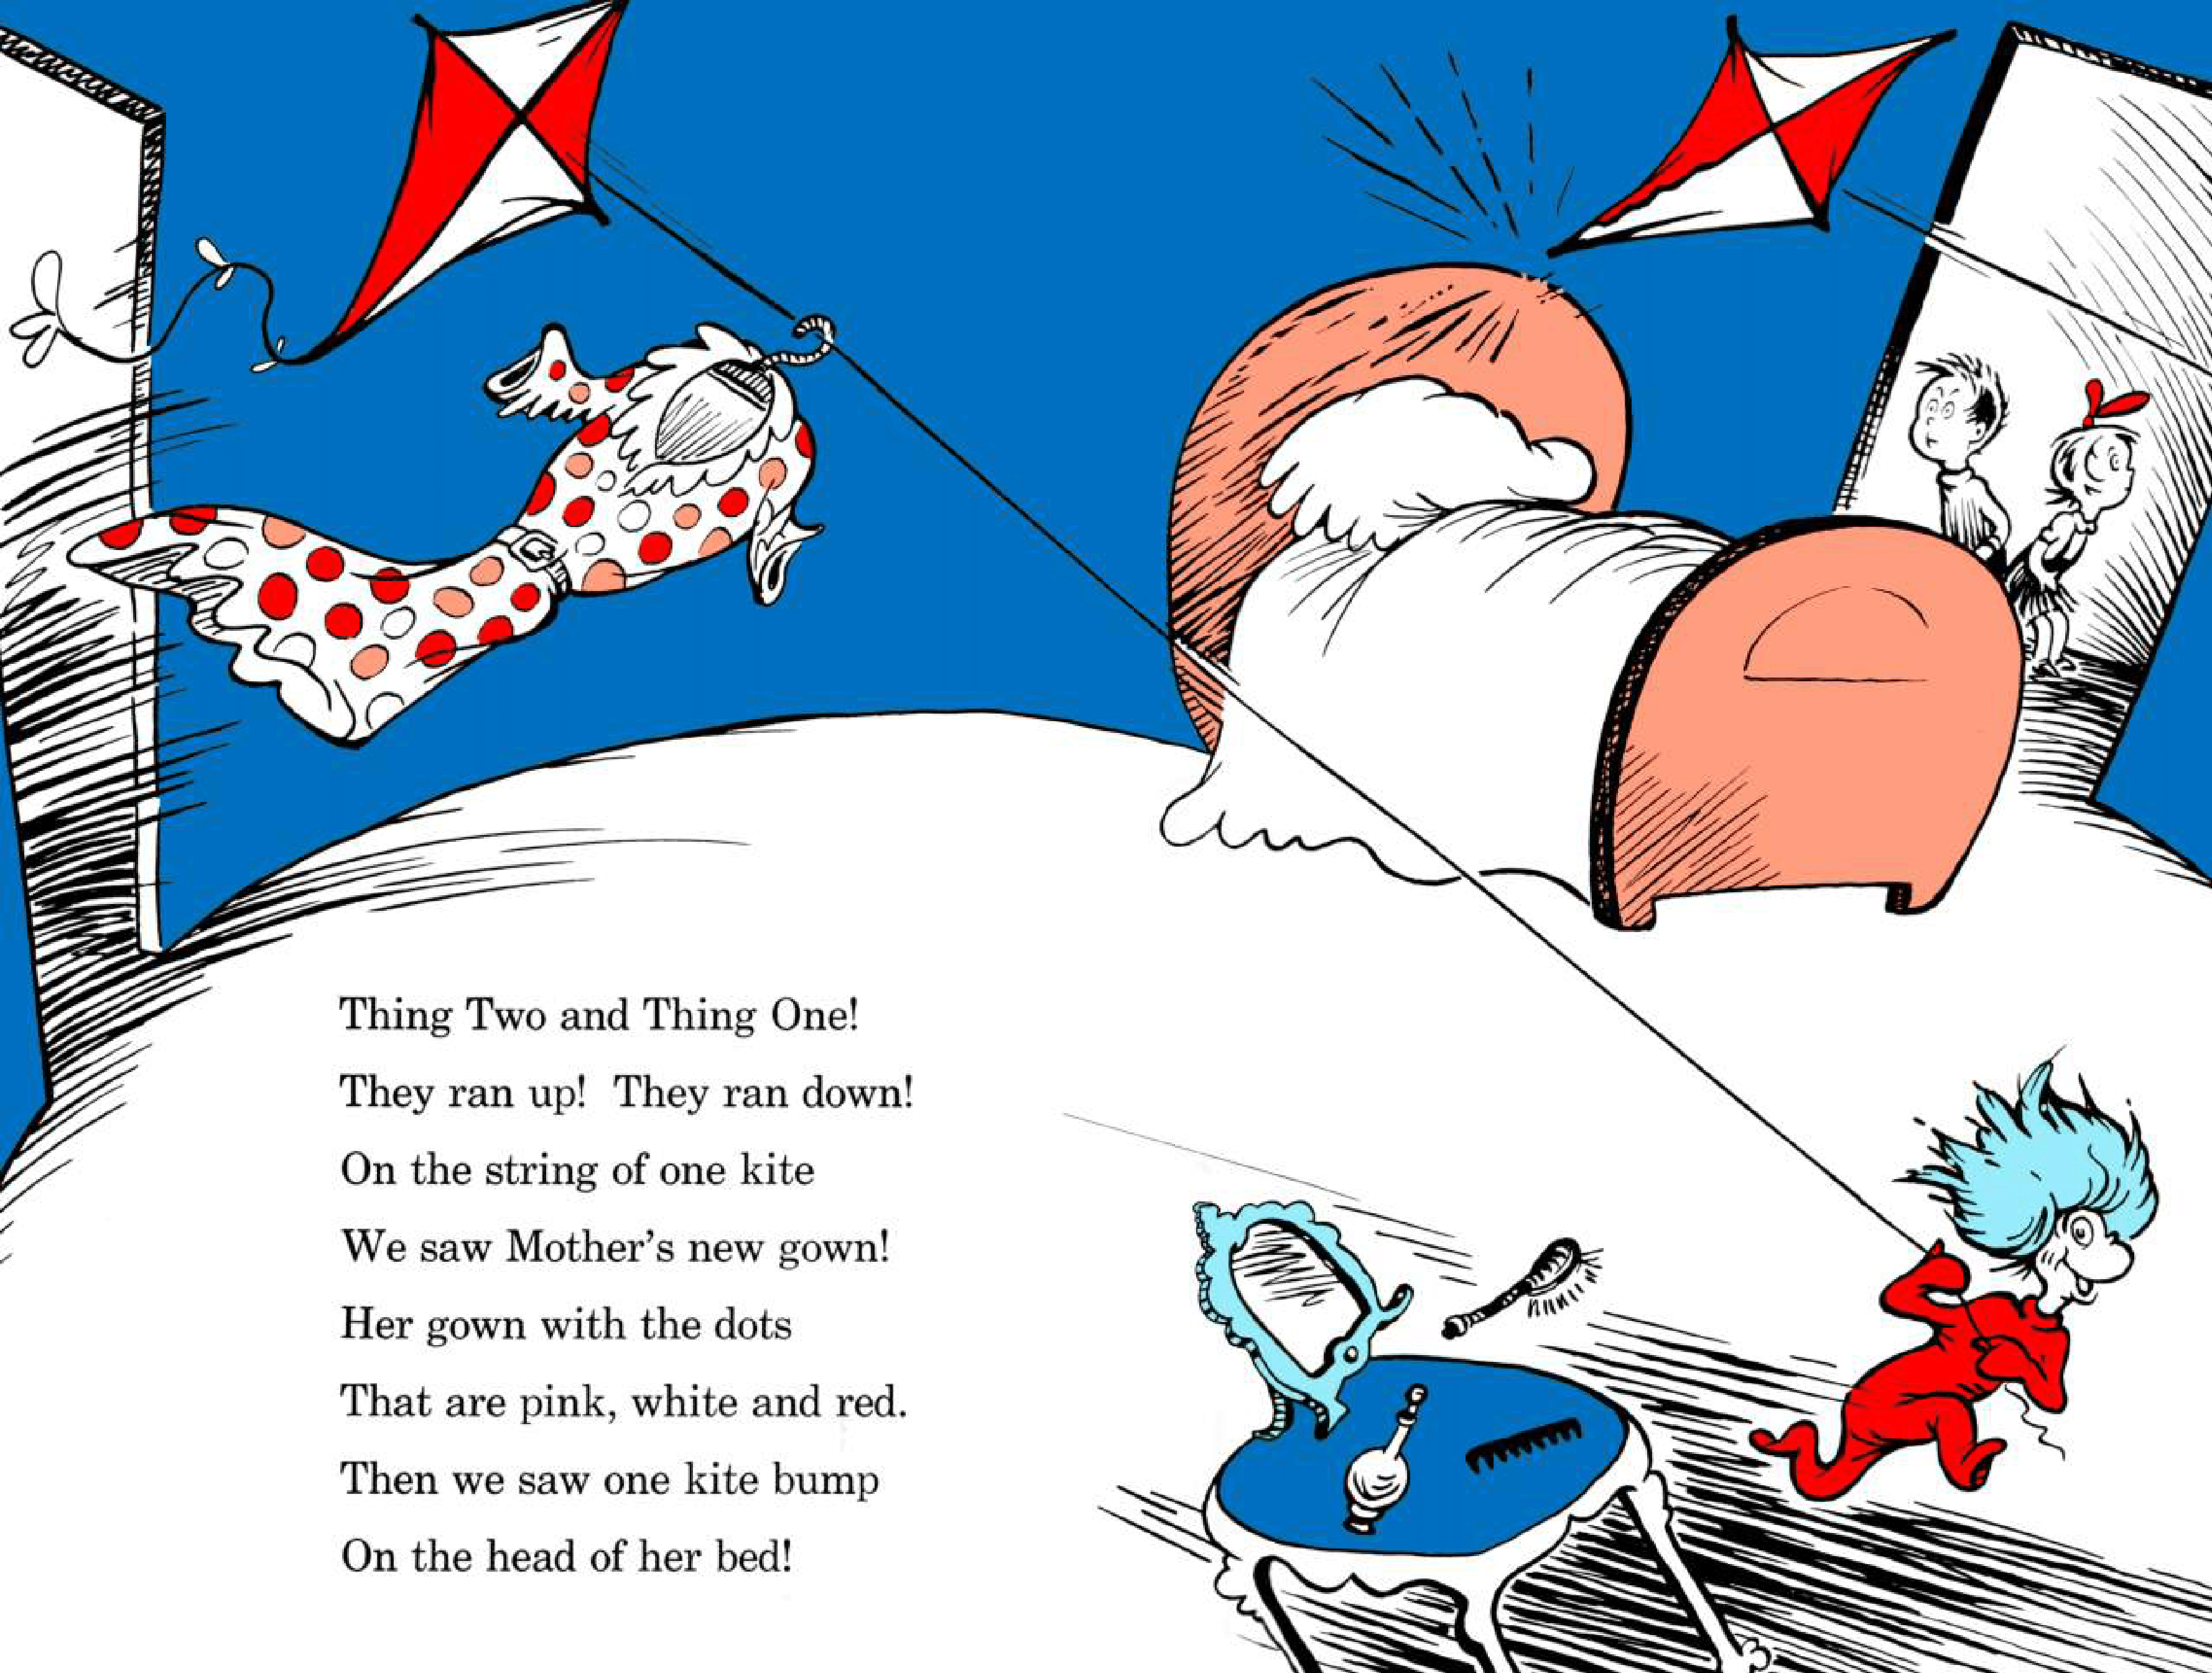 Thing Two and Thing One!
They ran up! They ran down!
On the string of one kite
We saw Mother's new gown!
Her gown with the dots
That are pink, white and red.
Then we saw one kite bump
On the head of her bed!